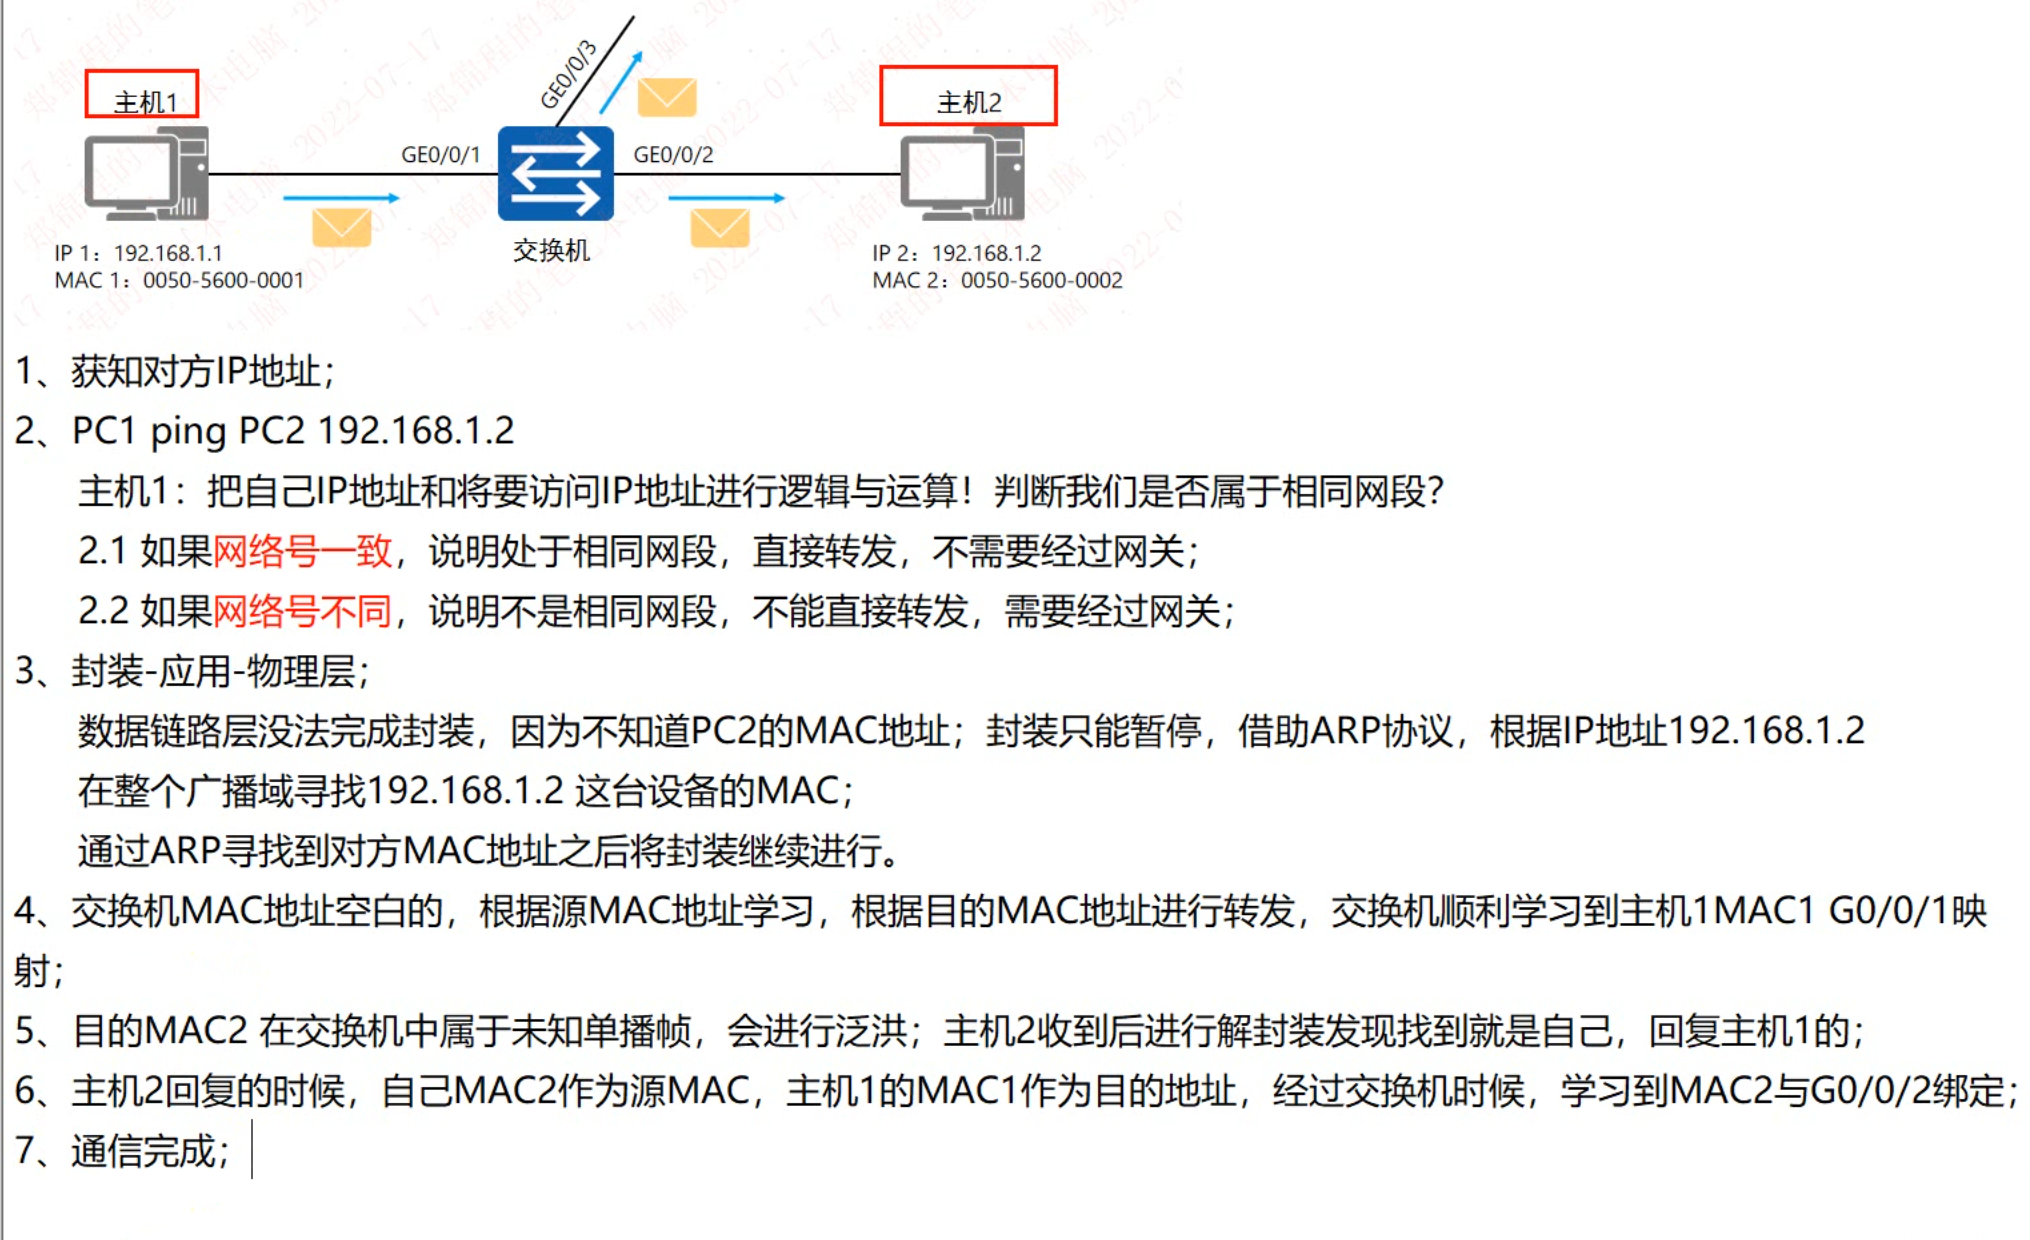 GE0/0/3
主机1
主机2
GE0/0/1
GE0/0/2
交换机
IP 1：192.168.1.1
MAC 1：0050-5600-0001
IP 2：192.168.1.2
MAC 2：0050-5600-0002
1、获知对方IP地址；
2、PC1 ping PC2 192.168.1.2
主机1：把自己IP地址和将要访问IP地址进行逻辑与运算！判断我们是否属于相同网段？
2.1 如果网络号一致，说明处于相同网段，直接转发，不需要经过网关；
2.2 如果网络号不同，说明不是相同网段，不能直接转发，需要经过网关；
3、封装-应用-物理层；
数据链路层没法完成封装，因为不知道PC2的MAC地址；封装只能暂停，借助ARP协议，根据IP地址192.168.1.2
在整个广播域寻找192.168.1.2 这台设备的MAC；
通过ARP寻找到对方MAC地址之后将封装继续进行。
4、交换机MAC地址空白的，根据源MAC地址学习，根据目的MAC地址进行转发，交换机顺利学习到主机1MAC1 G0/0/1映
射；
5、目的MAC2 在交换机中属于未知单播帧，会进行泛洪；主机2收到后进行解封装发现找到就是自己，回复主机1的；
6、主机2回复的时候，自己MAC2作为源MAC，主机1的MAC1作为目的地址，经过交换机时候，学习到MAC2与G0/0/2绑定；
7、通信完成；